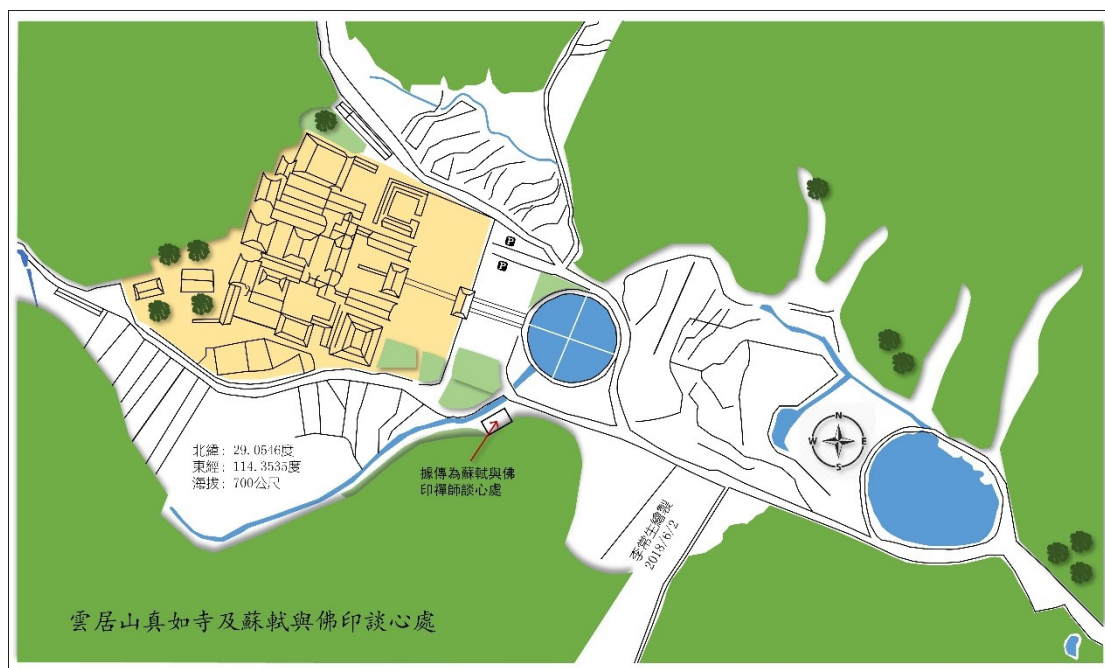 P
P
N
W
E
S
北緯：29.0546度
東經：114.3535度
海拔：700公尺
據傳為蘇軾與佛
印禪師談心處
李常生繪製
2018/6/2
雲居山真如寺及蘇軾與佛印談心處